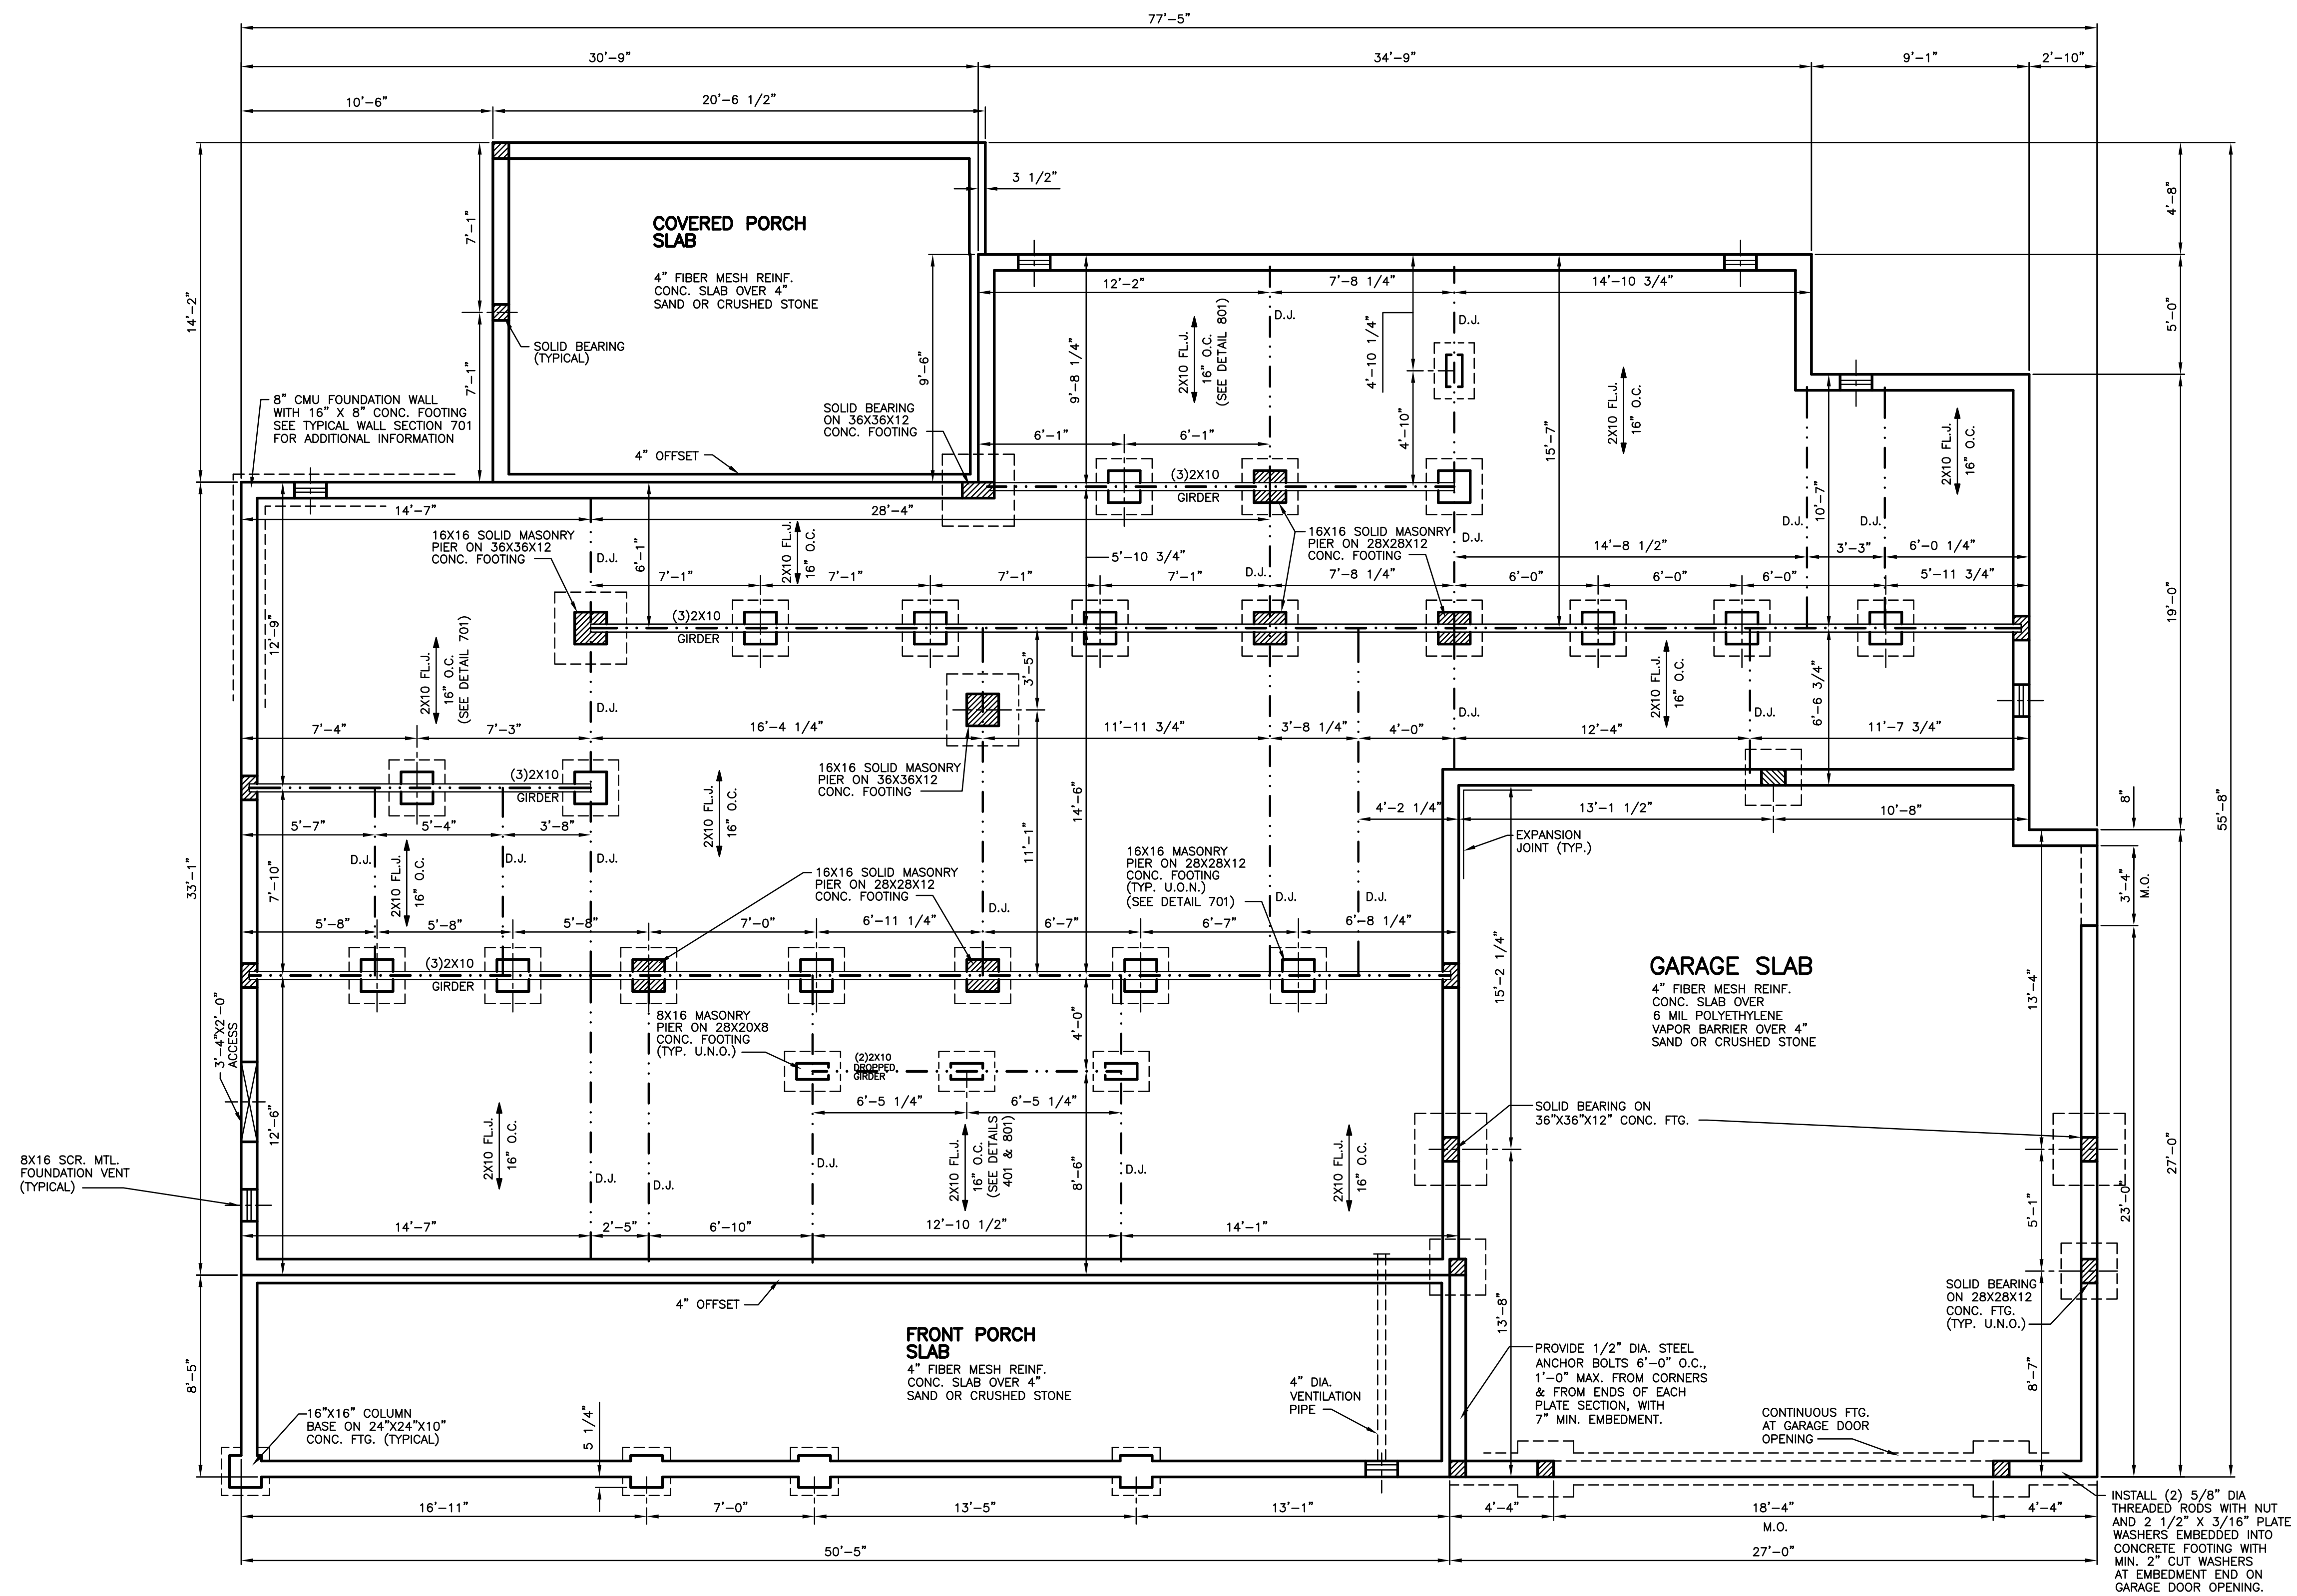 77'-5"
30'-9"
34'-9"
9'-1"
2'-10"
10'-6"
20'-6 1/2"
3 1/2"
14'-2"
7'-1"
7'-1"
COVERED PORCH
SLAB
4" FIBER MESH REINF.
CONC. SLAB OVER 4"
SAND OR CRUSHED STONE
SOLID BEARING
(TYPICAL)
4'-8"
5'-0"
19'-0"
55'-8"
9'-6"
12'-2"
7'-8 1/4"
14'-10 3/4"
D.J.
D.J.
2X10 FL.J.
16" O.C.
(SEE DETAIL 801)
9'-8 1/4"
4'-10 1/4"
4'-10"
15'-7"
2X10 FL.J.
16" O.C.
2X10 FL.J.
16" O.C.
8" CMU FOUNDATION WALL
WITH 16" X 8" CONC. FOOTING
SEE TYPICAL WALL SECTION 701
FOR ADDITIONAL INFORMATION
SOLID BEARING
ON 36X36X12
CONC. FOOTING
4" OFFSET
6'-1"
6'-1"
(3)2X10
GIRDER
14'-7"
28'-4"
16X16 SOLID MASONRY
PIER ON 36X36X12
CONC. FOOTING
D.J.
6'-1"
2X10 FL.J.
16" O.C.
5'-10 3/4"
16X16 SOLID MASONRY
PIER ON 28X28X12
CONC. FOOTING
D.J.
D.J.
D.J.
10'-7"
D.J.
14'-8 1/2"
3'-3"
6'-0 1/4"
7'-1"
7'-1"
7'-1"
7'-1"
7'-8 1/4"
6'-0"
6'-0"
6'-0"
5'-11 3/4"
(3)2X10
GIRDER
12'-9"
2X10 FL.J.
16" O.C.
(SEE DETAIL 701)
D.J.
3'-5"
D.J.
2X10 FL.J.
16" O.C.
D.J.
6'-6 3/4"
7'-4"
7'-3"
16'-4 1/4"
11'-11 3/4"
3'-8 1/4"
4'-0"
12'-4"
11'-7 3/4"
16X16 SOLID MASONRY
PIER ON 36X36X12
CONC. FOOTING
(3)2X10
GIRDER
2X10 FL.J.
16" O.C.
14'-6"
4'-2 1/4"
13'-1 1/2"
10'-8"
8"
5'-7"
5'-4"
3'-8"
EXPANSION
JOINT (TYP.)
11'-1"
33'-1"
7'-10"
D.J.
2X10 FL.J.
16" O.C.
D.J.
D.J.
16X16 SOLID MASONRY
PIER ON 28X28X12
CONC. FOOTING
16X16 MASONRY
PIER ON 28X28X12
CONC. FOOTING
(TYP. U.O.N.)
(SEE DETAIL 701)
D.J.
D.J.
D.J.
3'-4"
M.O.
5'-8"
5'-8"
5'-8"
7'-0"
6'-11 1/4"
6'-7"
6'-7"
6'-8 1/4"
(3)2X10
GIRDER
15'-2 1/4"
GARAGE SLAB
4" FIBER MESH REINF.
CONC. SLAB OVER
6 MIL POLYETHYLENE
VAPOR BARRIER OVER 4"
SAND OR CRUSHED STONE
13'-4"
3'-4"X2'-0"
ACCESS
8X16 MASONRY
PIER ON 28X20X8
CONC. FOOTING
(TYP. U.N.O.)
(2)2X10
DROPPED
GIRDER
4'-0"
6'-5 1/4"
6'-5 1/4"
SOLID BEARING ON
36"X36"X12" CONC. FTG.
12'-6"
2X10 FL.J.
16" O.C.
D.J.
D.J.
D.J.
2X10 FL.J.
16" O.C.
(SEE DETAILS
401 & 801)
8'-6"
D.J.
2X10 FL.J.
16" O.C.
8X16 SCR. MTL.
FOUNDATION VENT
(TYPICAL)
5'-1"
23'-0"
27'-0"
14'-7"
2'-5"
6'-10"
12'-10 1/2"
14'-1"
4" OFFSET
13'-8"
SOLID BEARING
ON 28X28X12
CONC. FTG.
(TYP. U.N.O.)
8'-5"
FRONT PORCH
SLAB
4" FIBER MESH REINF.
CONC. SLAB OVER 4"
SAND OR CRUSHED STONE
4" DIA.
VENTILATION
PIPE
PROVIDE 1/2" DIA. STEEL
ANCHOR BOLTS 6'-0" O.C.,
1'-0" MAX. FROM CORNERS
& FROM ENDS OF EACH
PLATE SECTION, WITH
7" MIN. EMBEDMENT.
8'-7"
CONTINUOUS FTG.
AT GARAGE DOOR
OPENING
16"X16" COLUMN
BASE ON 24"X24"X10"
CONC. FTG. (TYPICAL)
5 1/4"
16'-11"
7'-0"
13'-5"
13'-1"
4'-4"
18'-4"
M.O.
4'-4"
50'-5"
27'-0"
INSTALL (2) 5/8" DIA
THREADED RODS WITH NUT
AND 2 1/2" X 3/16" PLATE
WASHERS EMBEDDED INTO
CONCRETE FOOTING WITH
MIN. 2" CUT WASHERS
AT EMBEDMENT END ON
GARAGE DOOR OPENING.